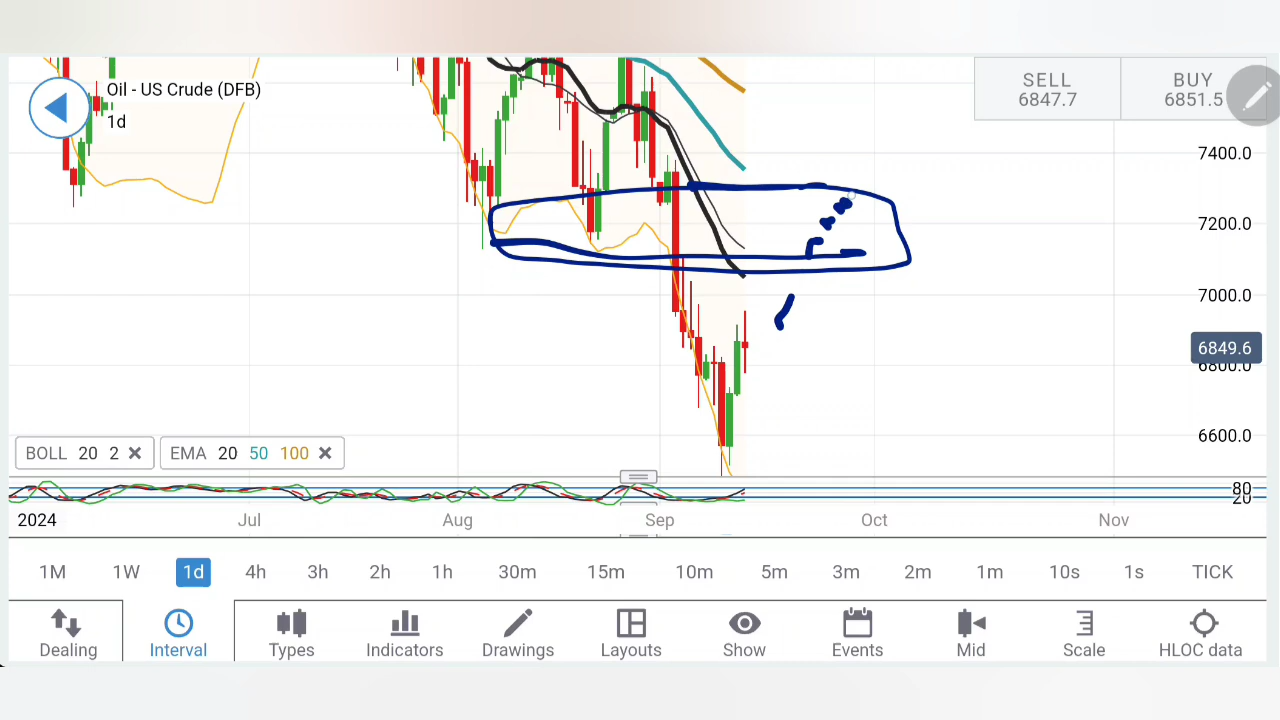 Oil - US Crude (DFB)
1d
SELL
6847.7
BUY
6851.5
7400.0
7200.0
7000.0
6849.6
6800.0
6600.0
BOLL 20 2
EMA 20 50 100
80
20
2024 Jul Aug Sep Oct Nov
1M 1W 1d 4h 3h 2h 1h 30m 15m 10m 5m 3m 2m 1m 10s 1s TICK
Dealing Interval Types Indicators Drawings Layouts Show Events Mid Scale HLOC data